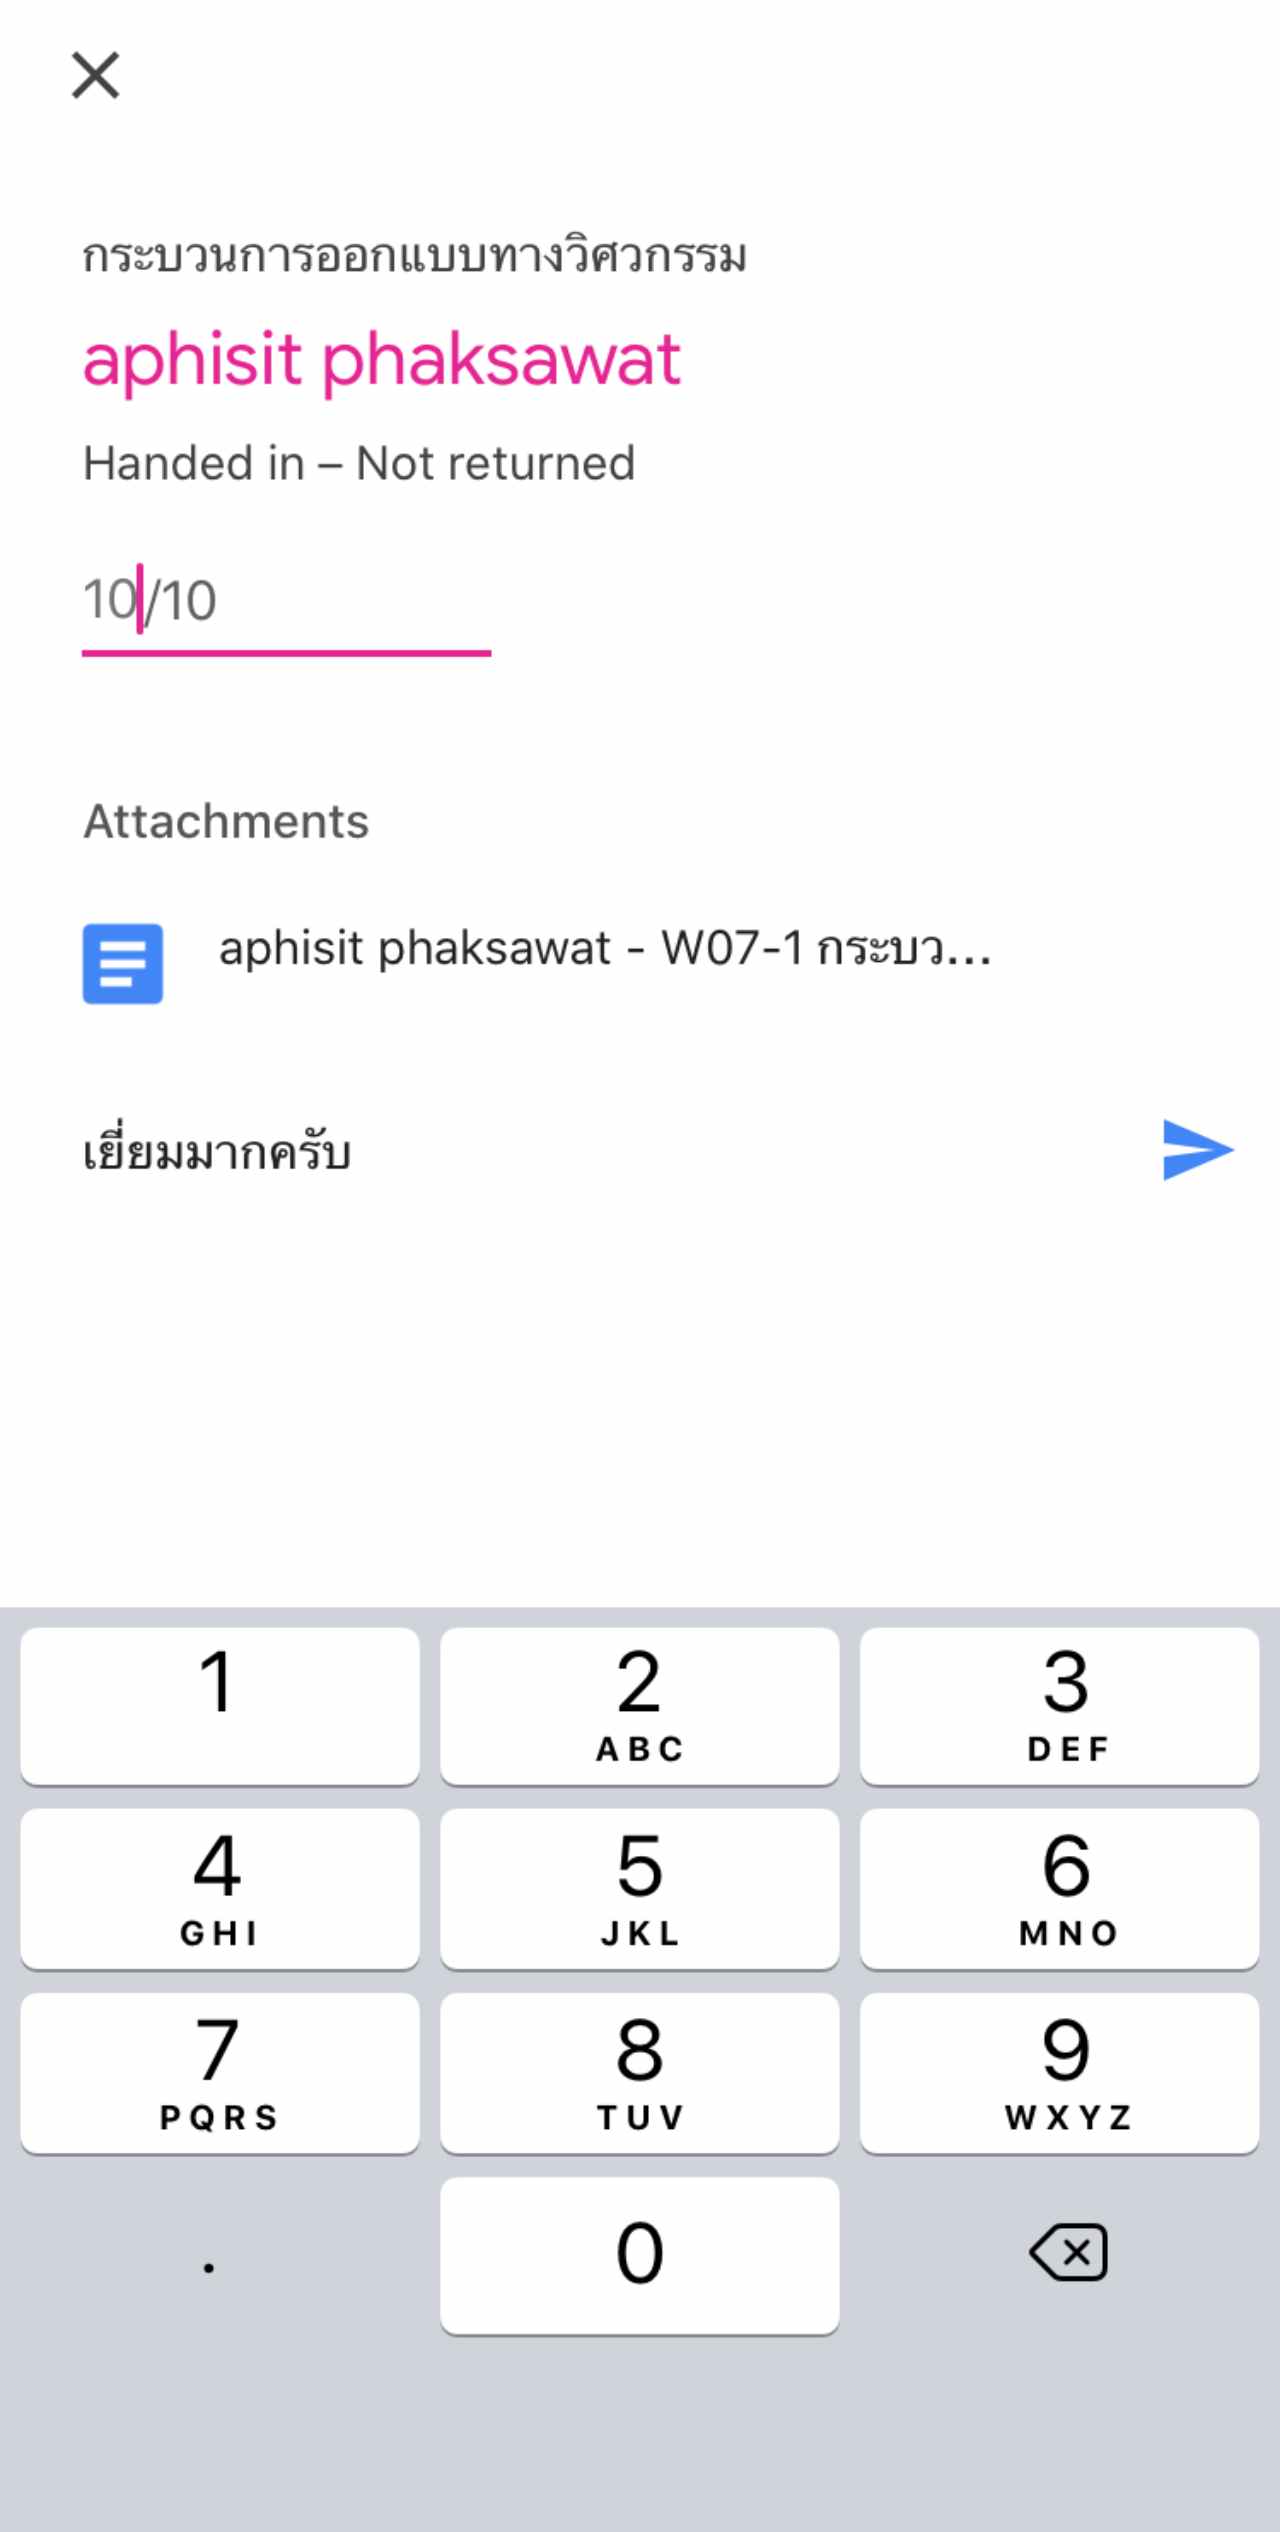 กระบวนการออกแบบทางวิศวกรรม
aphisit phaksawat
Handed in – Not returned
10/10
Attachments
aphisit phaksawat - W07-1 กระบว...
เยี่ยมมากครับ
1
2
ABC
3
DEF
4
GHI
5
JKL
6
MNO
7
PQRS
8
TUV
9
WXYZ
.
0